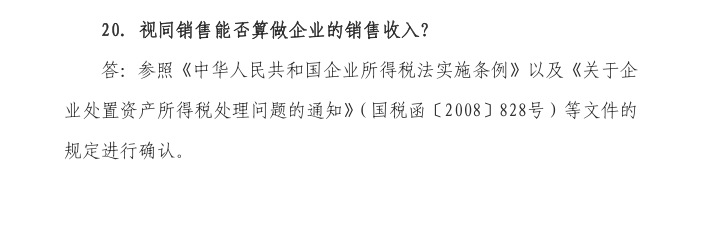 20. 视同销售能否算做企业的销售收入？
答：参照《中华人民共和国企业所得税法实施条例》以及《关于企
业处置资产所得税处理问题的通知》（国税函〔2008〕828号）等文件的
规定进行确认。